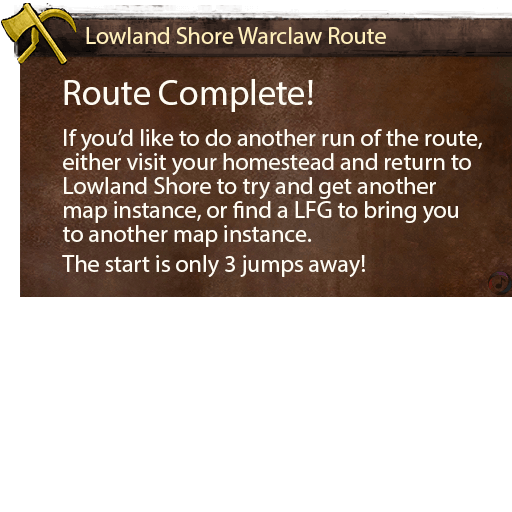 Lowland Shore Warclaw Route
Route Complete!
If you’d like to do another run of the route,
either visit your homestead and return to
Lowland Shore to try and get another
map instance, or find a LFG to bring you
to another map instance.
The start is only 3 jumps away!